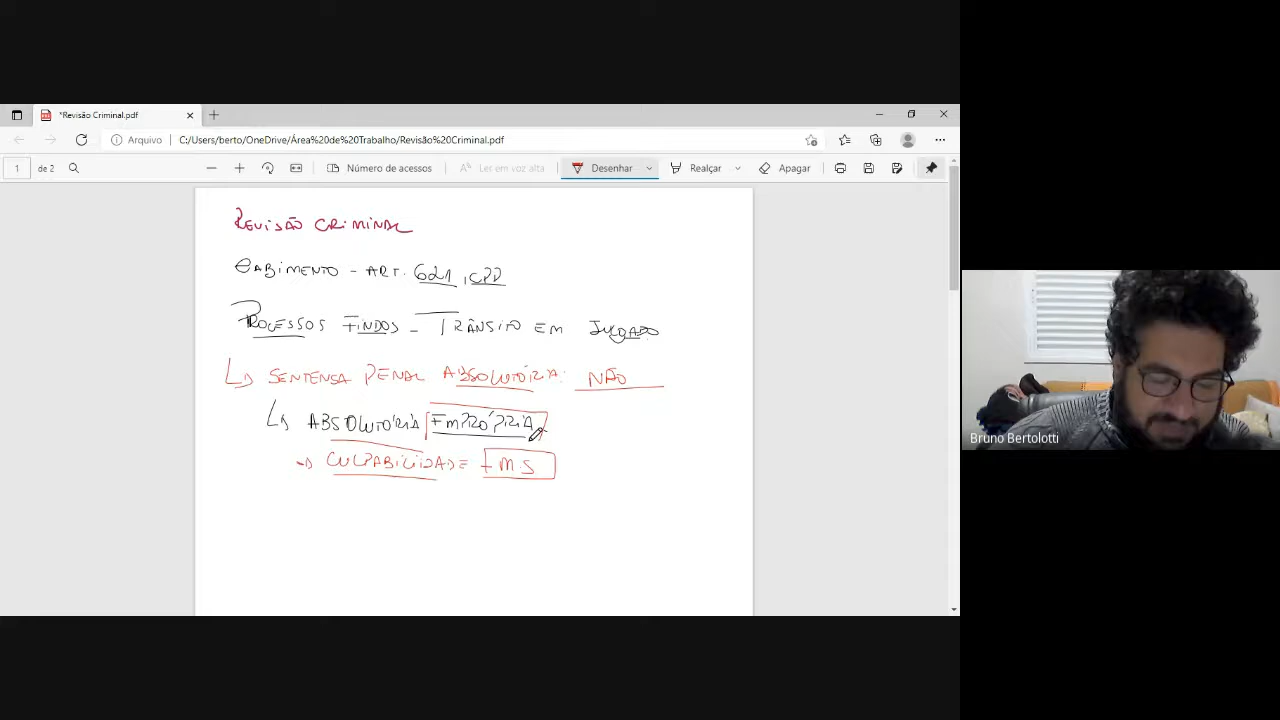 *Revisão Criminal.pdf
Arquivo C:/Users/berto/OneDrive/Área%20de%20Trabalho/Revisão%20Criminal.pdf
1 de 2 Número de acessos Ler em voz alta Desenhar Realçar Apagar
REVISÃO CRIMINAL
CABIMENTO - ART. 621, CPP
PROCESSOS FINDOS - TRÂNSITO EM JULGADO
SENTENSA PENAL ABSOLUTÓRIA: NÃO
ABSOLUTÓRIA IMPRÓPRIA
CULPABILIDADE + M.S
Bruno Bertolotti